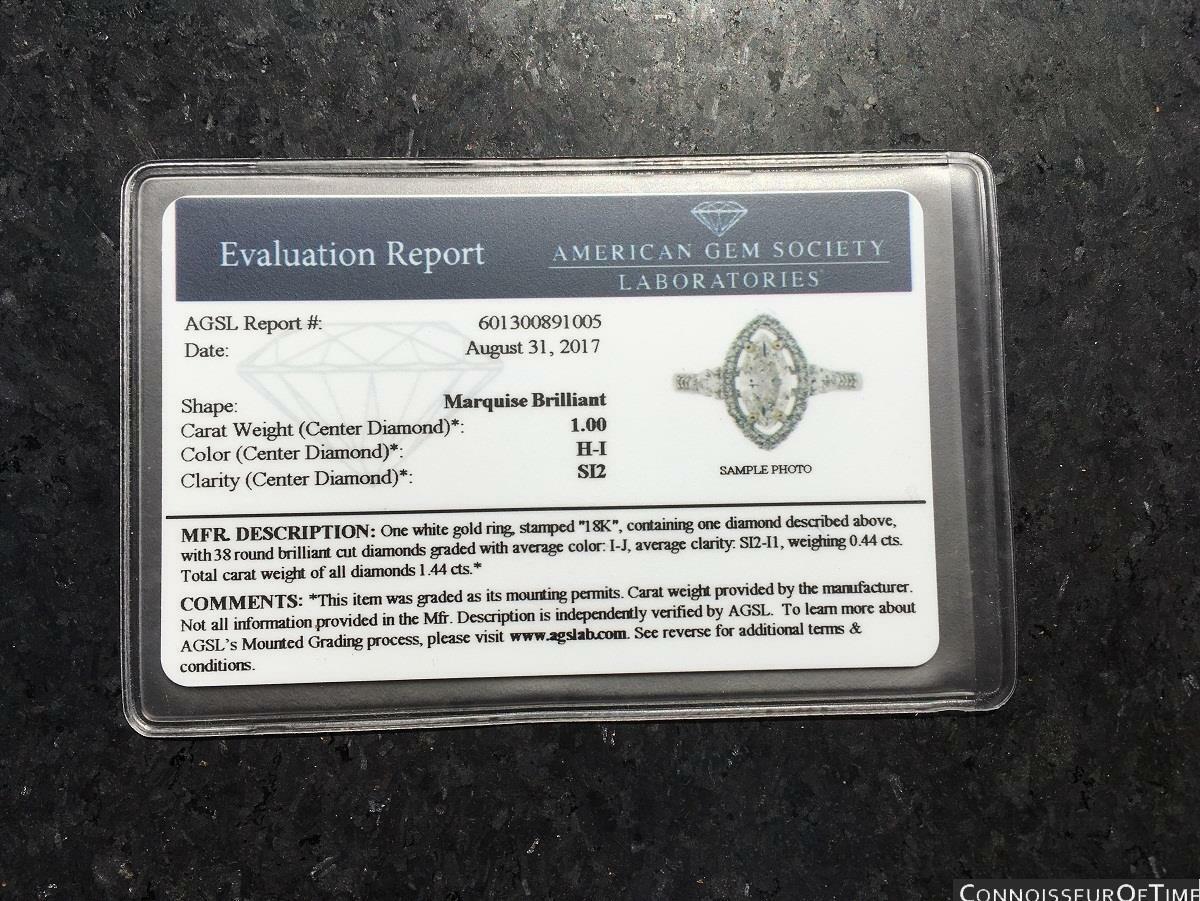 Evaluation Report
AMERICAN GEM SOCIETY
LABORATORIES
AGSL Report #: 601300891005
Date: August 31, 2017
Shape: Marquise Brilliant
Carat Weight (Center Diamond)*: 1.00
Color (Center Diamond)*: H-I
Clarity (Center Diamond)*: SI2
SAMPLE PHOTO
MFR. DESCRIPTION: One white gold ring, stamped "18K", containing one diamond described above,
with 38 round brilliant cut diamonds graded with average color: I-J, average clarity: SI2-I1, weighing 0.44 cts.
Total carat weight of all diamonds 1.44 cts.*
COMMENTS: *This item was graded as its mounting permits. Carat weight provided by the manufacturer.
Not all information provided in the Mfr. Description is independently verified by AGSL. To learn more about
AGSL's Mounted Grading process, please visit www.agslab.com. See reverse for additional terms &
conditions.
CONNOISSEUROFTIME